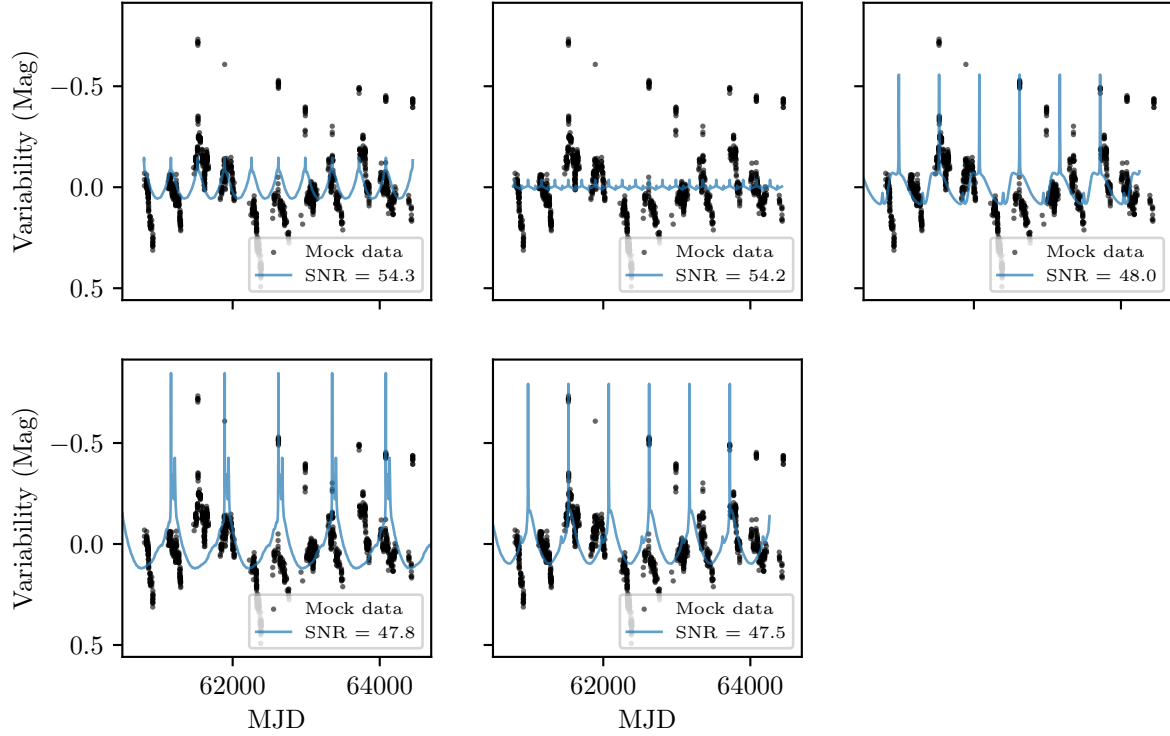 Variability (Mag)
−0.5
0.0
0.5
Mock data
SNR = 54.3
Mock data
SNR = 54.2
Mock data
SNR = 48.0
Variability (Mag)
−0.5
0.0
0.5
Mock data
SNR = 47.8
Mock data
SNR = 47.5
62000
64000
62000
64000
MJD
MJD